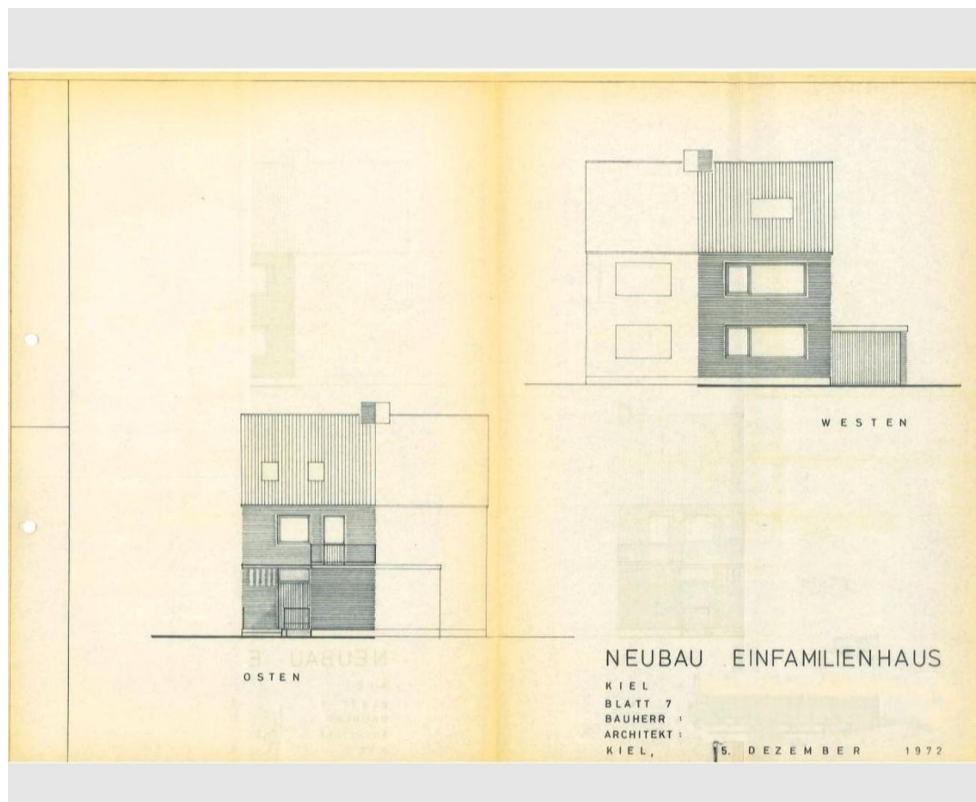 WESTEN
OSTEN
NEUBAU EINFAMILIENHAUS
KIEL
BLATT 7
BAUHERR :
ARCHITEKT :
KIEL, 15. DEZEMBER 1972